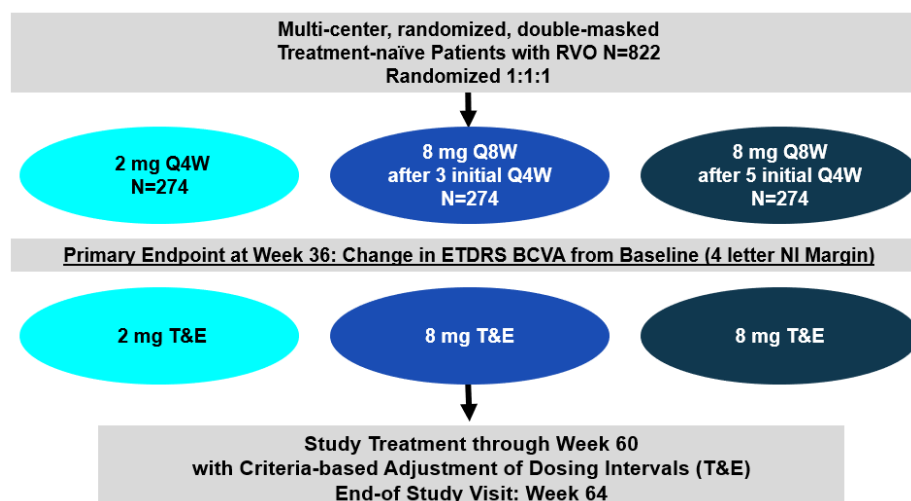 Multi-center, randomized, double-masked
Treatment-naïve Patients with RVO N=822
Randomized 1:1:1
2 mg Q4W
N=274
8 mg Q8W
after 3 initial Q4W
N=274
8 mg Q8W
after 5 initial Q4W
N=274
Primary Endpoint at Week 36: Change in ETDRS BCVA from Baseline (4 letter NI Margin)
2 mg T&E
8 mg T&E
8 mg T&E
Study Treatment through Week 60
with Criteria-based Adjustment of Dosing Intervals (T&E)
End-of Study Visit: Week 64